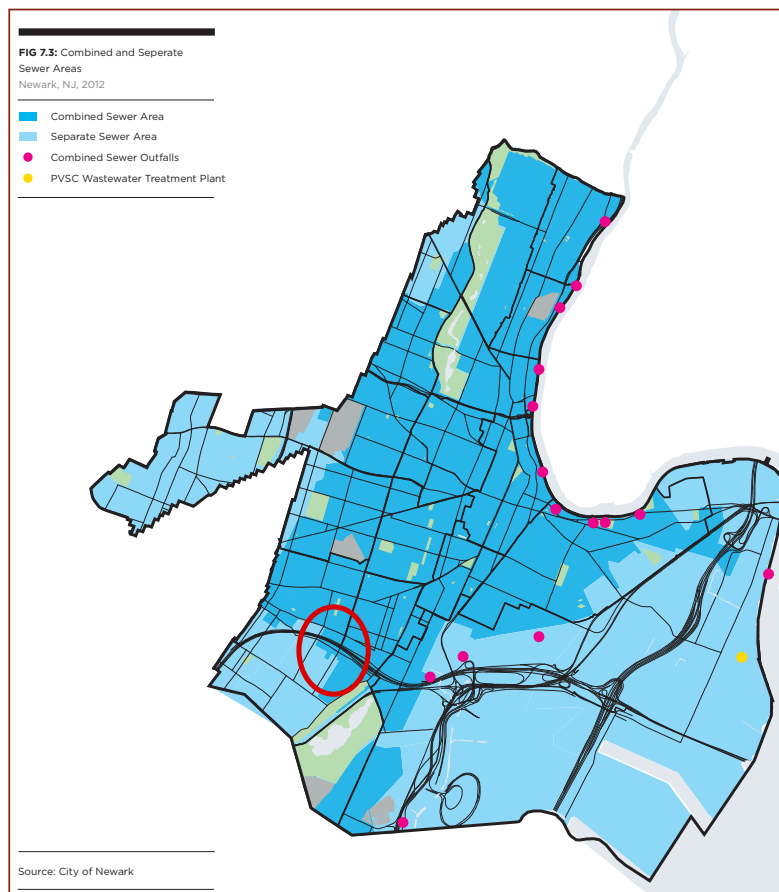 FIG 7.3: Combined and Seperate
Sewer Areas
Newark, NJ, 2012
Combined Sewer Area
Separate Sewer Area
Combined Sewer Outfalls
PVSC Wastewater Treatment Plant
Source: City of Newark